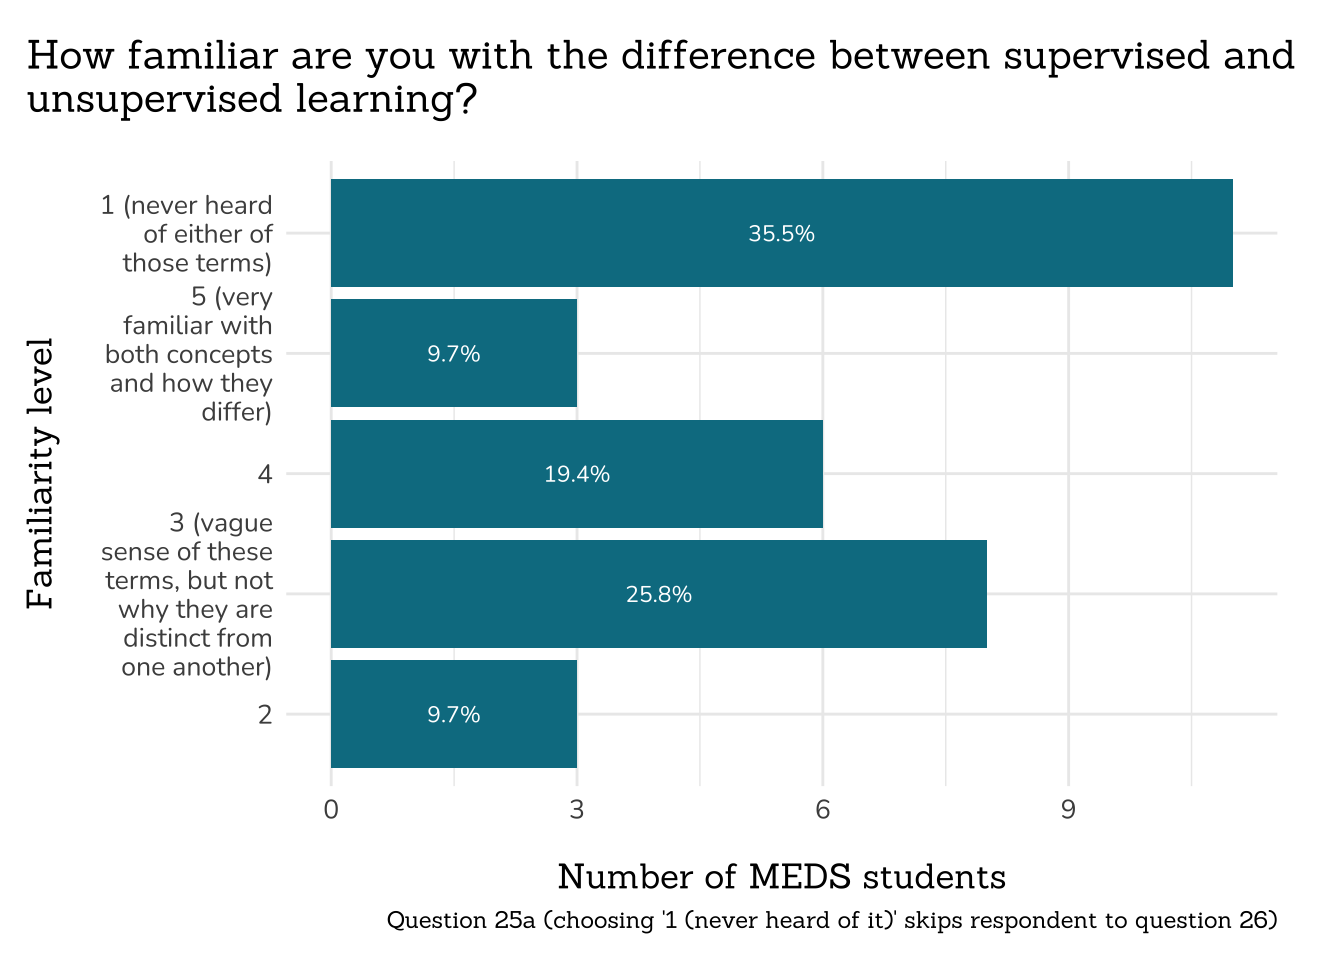 How familiar are you with the difference between supervised and
unsupervised learning?
Familiarity level
1 (never heard
of either of
those terms)
35.5%
5 (very
familiar with
both concepts
and how they
differ)
9.7%
4
19.4%
3 (vague
sense of these
terms, but not
why they are
distinct from
one another)
25.8%
2
9.7%
0 3 6 9
Number of MEDS students
Question 25a (choosing '1 (never heard of it)' skips respondent to question 26)